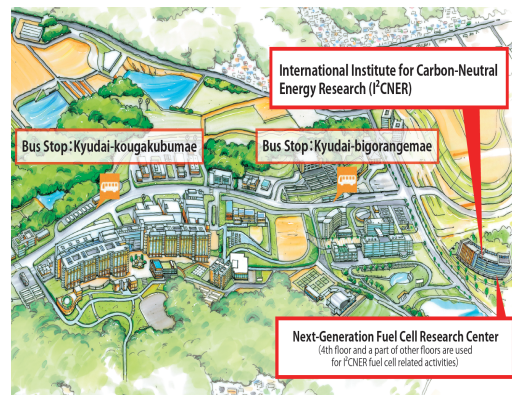 International Institute for Carbon-Neutral
Energy Research (I²CNER)
Bus Stop：Kyudai-kougakubumae
Bus Stop：Kyudai-bigorangemae
Next-Generation Fuel Cell Research Center
(4th floor and a part of other floors are used
for I²CNER fuel cell related activities)